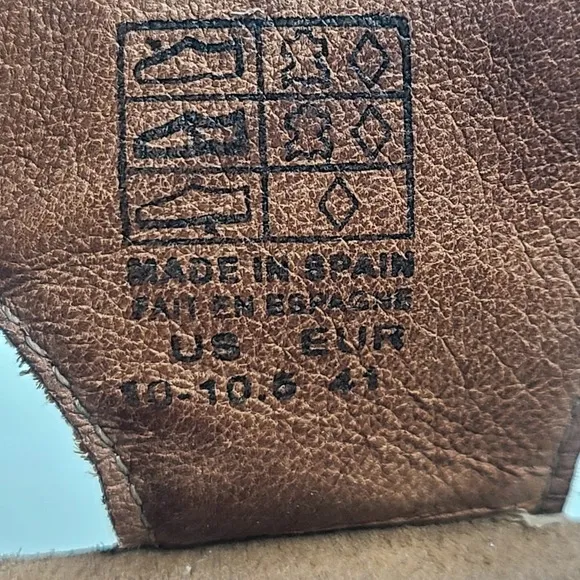 MADE IN SPAIN
FAIT EN ESPAGNE
US EUR
10-10.5 41